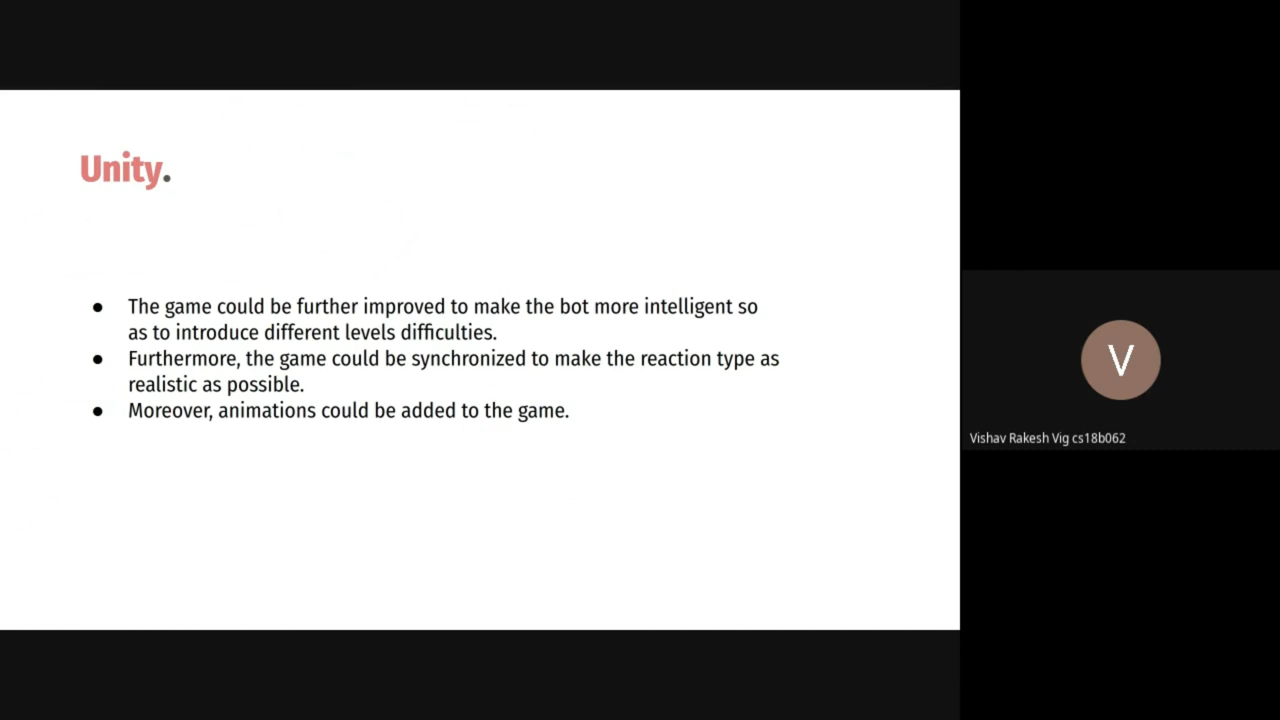 Unity.
● The game could be further improved to make the bot more intelligent so
as to introduce different levels difficulties.
● Furthermore, the game could be synchronized to make the reaction type as
realistic as possible.
● Moreover, animations could be added to the game.
V
Vishav Rakesh Vig cs18b062